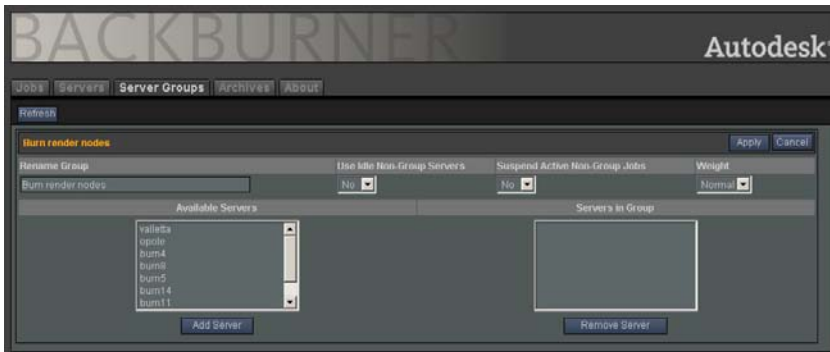 BACKBURNER
Autodesk
Jobs Servers Server Groups Archives About
Refresh
Burn render nodes Apply Cancel
Rename Group Use Idle Non-Group Servers Suspend Active Non-Group Jobs Weight
Burn render nodes No No Normal
Available Servers Servers in Group
valletta
opole
burn4
burn8
burn5
burn14
burn11
Add Server Remove Server